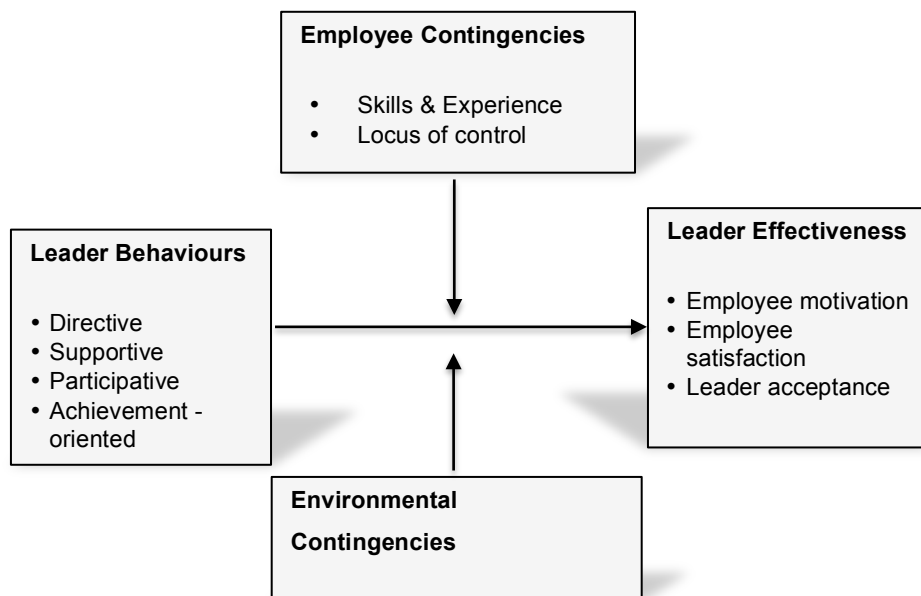 Employee Contingencies
• Skills & Experience
• Locus of control
Leader Behaviours
• Directive
• Supportive
• Participative
• Achievement -
oriented
Leader Effectiveness
• Employee motivation
• Employee
satisfaction
• Leader acceptance
Environmental
Contingencies